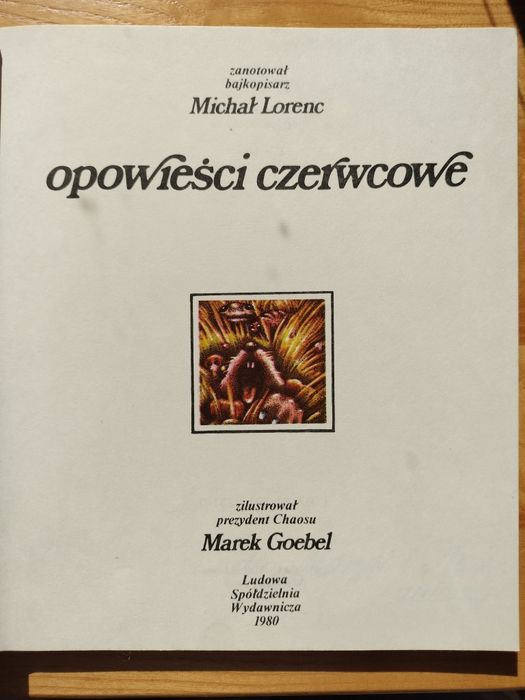 zanotował
bajkopisarz
Michał Lorenc
opowieści czerwcowe
zilustrował
prezydent Chaosu
Marek Goebel
Ludowa
Spółdzielnia
Wydawnicza
1980